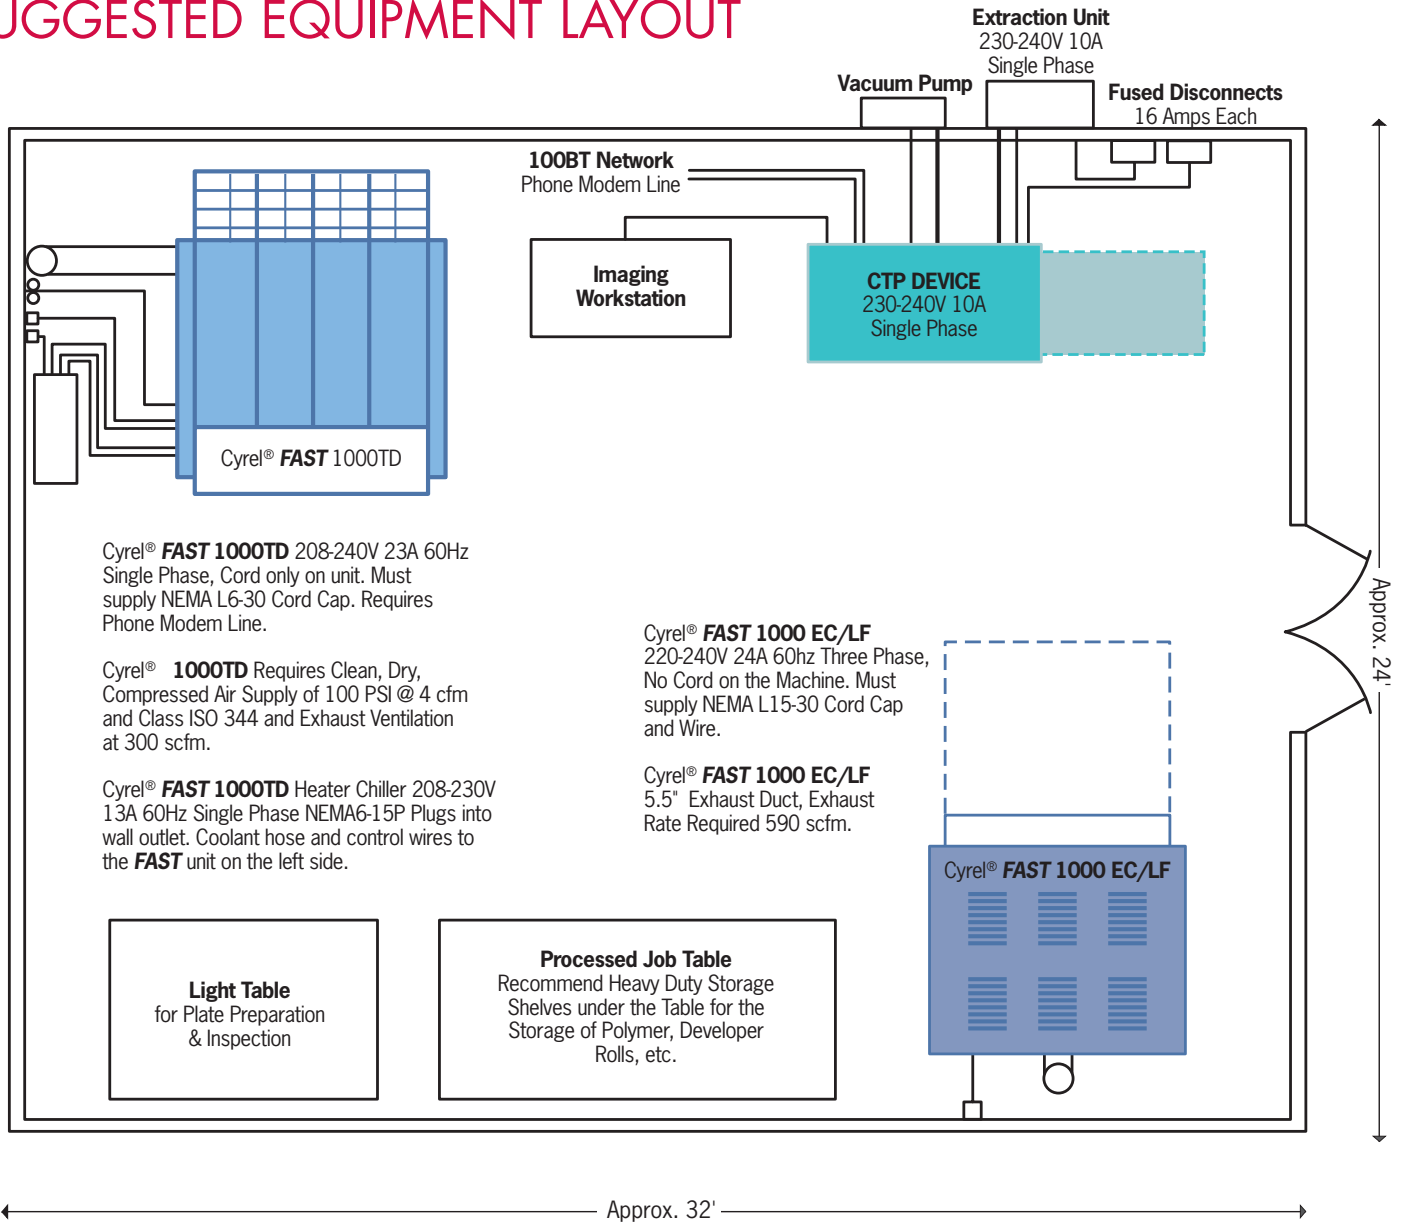 UGGESTED EQUIPMENT LAYOUT
Extraction Unit
230-240V 10A
Single Phase
Vacuum Pump
Fused Disconnects
16 Amps Each
100BT Network
Phone Modem Line
Imaging
Workstation
CTP DEVICE
230-240V 10A
Single Phase
Cyrel® FAST 1000TD
Cyrel® FAST 1000TD 208-240V 23A 60Hz
Single Phase, Cord only on unit. Must
supply NEMA L6-30 Cord Cap. Requires
Phone Modem Line.
Cyrel® 1000TD Requires Clean, Dry,
Compressed Air Supply of 100 PSI @ 4 cfm
and Class ISO 344 and Exhaust Ventilation
at 300 scfm.
Cyrel® FAST 1000TD Heater Chiller 208-230V
13A 60Hz Single Phase NEMA6-15P Plugs into
wall outlet. Coolant hose and control wires to
the FAST unit on the left side.
Cyrel® FAST 1000 EC/LF
220-240V 24A 60hz Three Phase,
No Cord on the Machine. Must
supply NEMA L15-30 Cord Cap
and Wire.
Cyrel® FAST 1000 EC/LF
5.5" Exhaust Duct, Exhaust
Rate Required 590 scfm.
Approx. 24'
Cyrel® FAST 1000 EC/LF
Light Table
for Plate Preparation
& Inspection
Processed Job Table
Recommend Heavy Duty Storage
Shelves under the Table for the
Storage of Polymer, Developer
Rolls, etc.
Approx. 32'